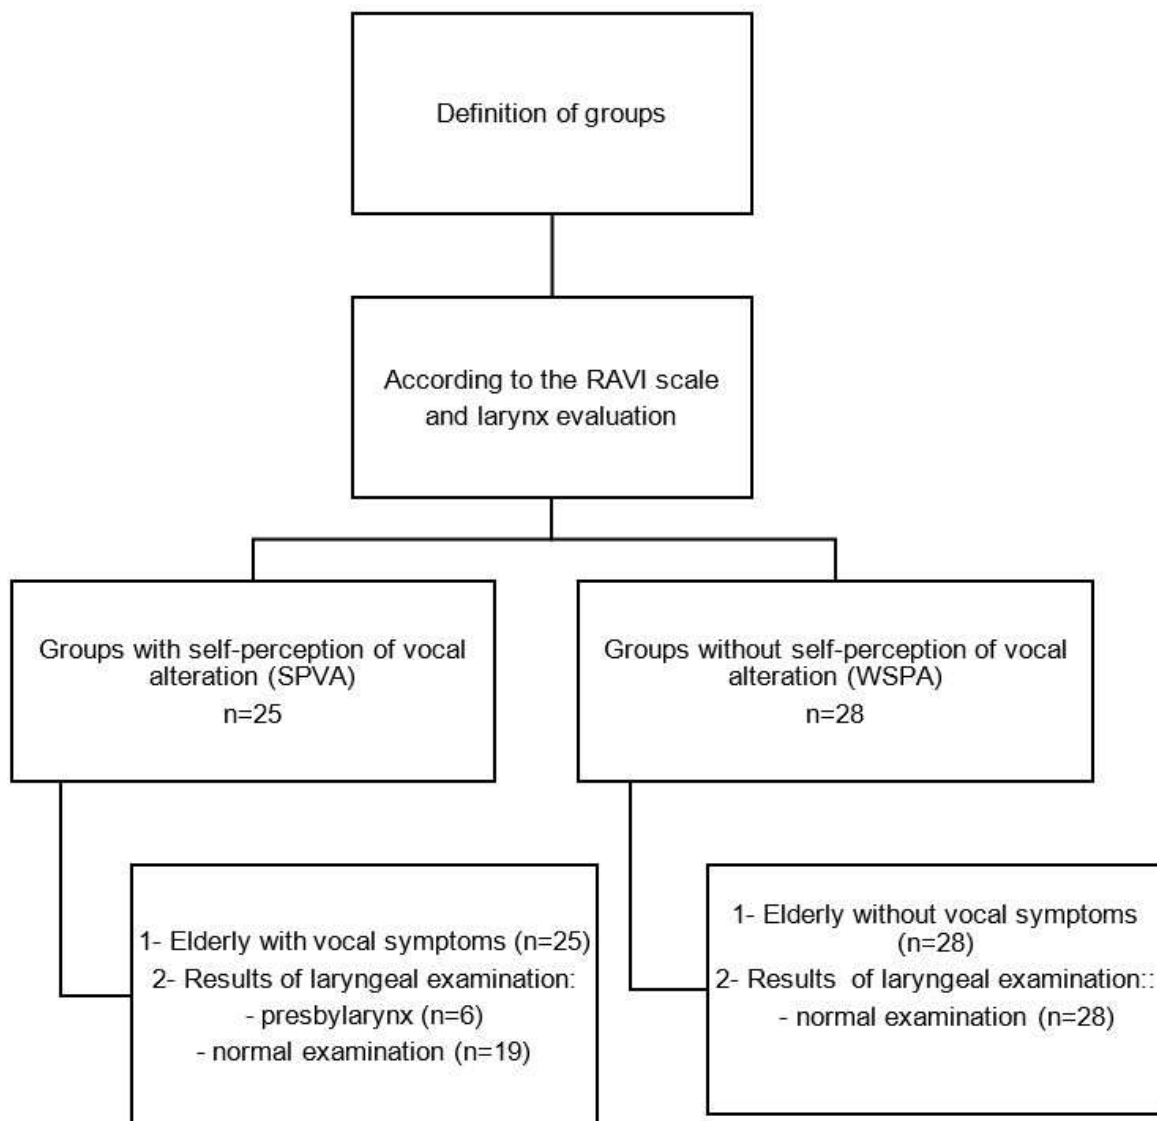 Definition of groups
According to the RAVI scale
and larynx evaluation
Groups with self-perception of vocal
alteration (SPVA)
n=25
Groups without self-perception of vocal
alteration (WSPA)
n=28
1- Elderly with vocal symptoms (n=25)
2- Results of laryngeal examination:
- presbylarynx (n=6)
- normal examination (n=19)
1- Elderly without vocal symptoms
(n=28)
2- Results  of laryngeal examination::
- normal examination (n=28)